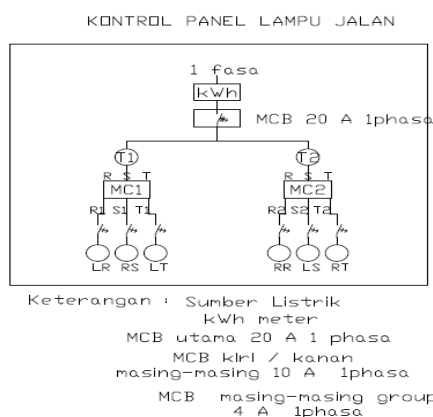 KONTROL PANEL LAMPU JALAN
1 fasa
kWh
MCB 20 A 1phasa
T1 T2
R S T R S T
MC1 MC2
R1 S1 T1 R2 S2 T2
LR RS LT RR LS RT
Keterangan : Sumber Listrik
kWh meter
MCB utama 20 A 1 phasa
MCB kIrI / kanan
masing-masing 10 A 1phasa
MCB masing-masing group
4 A 1phasa